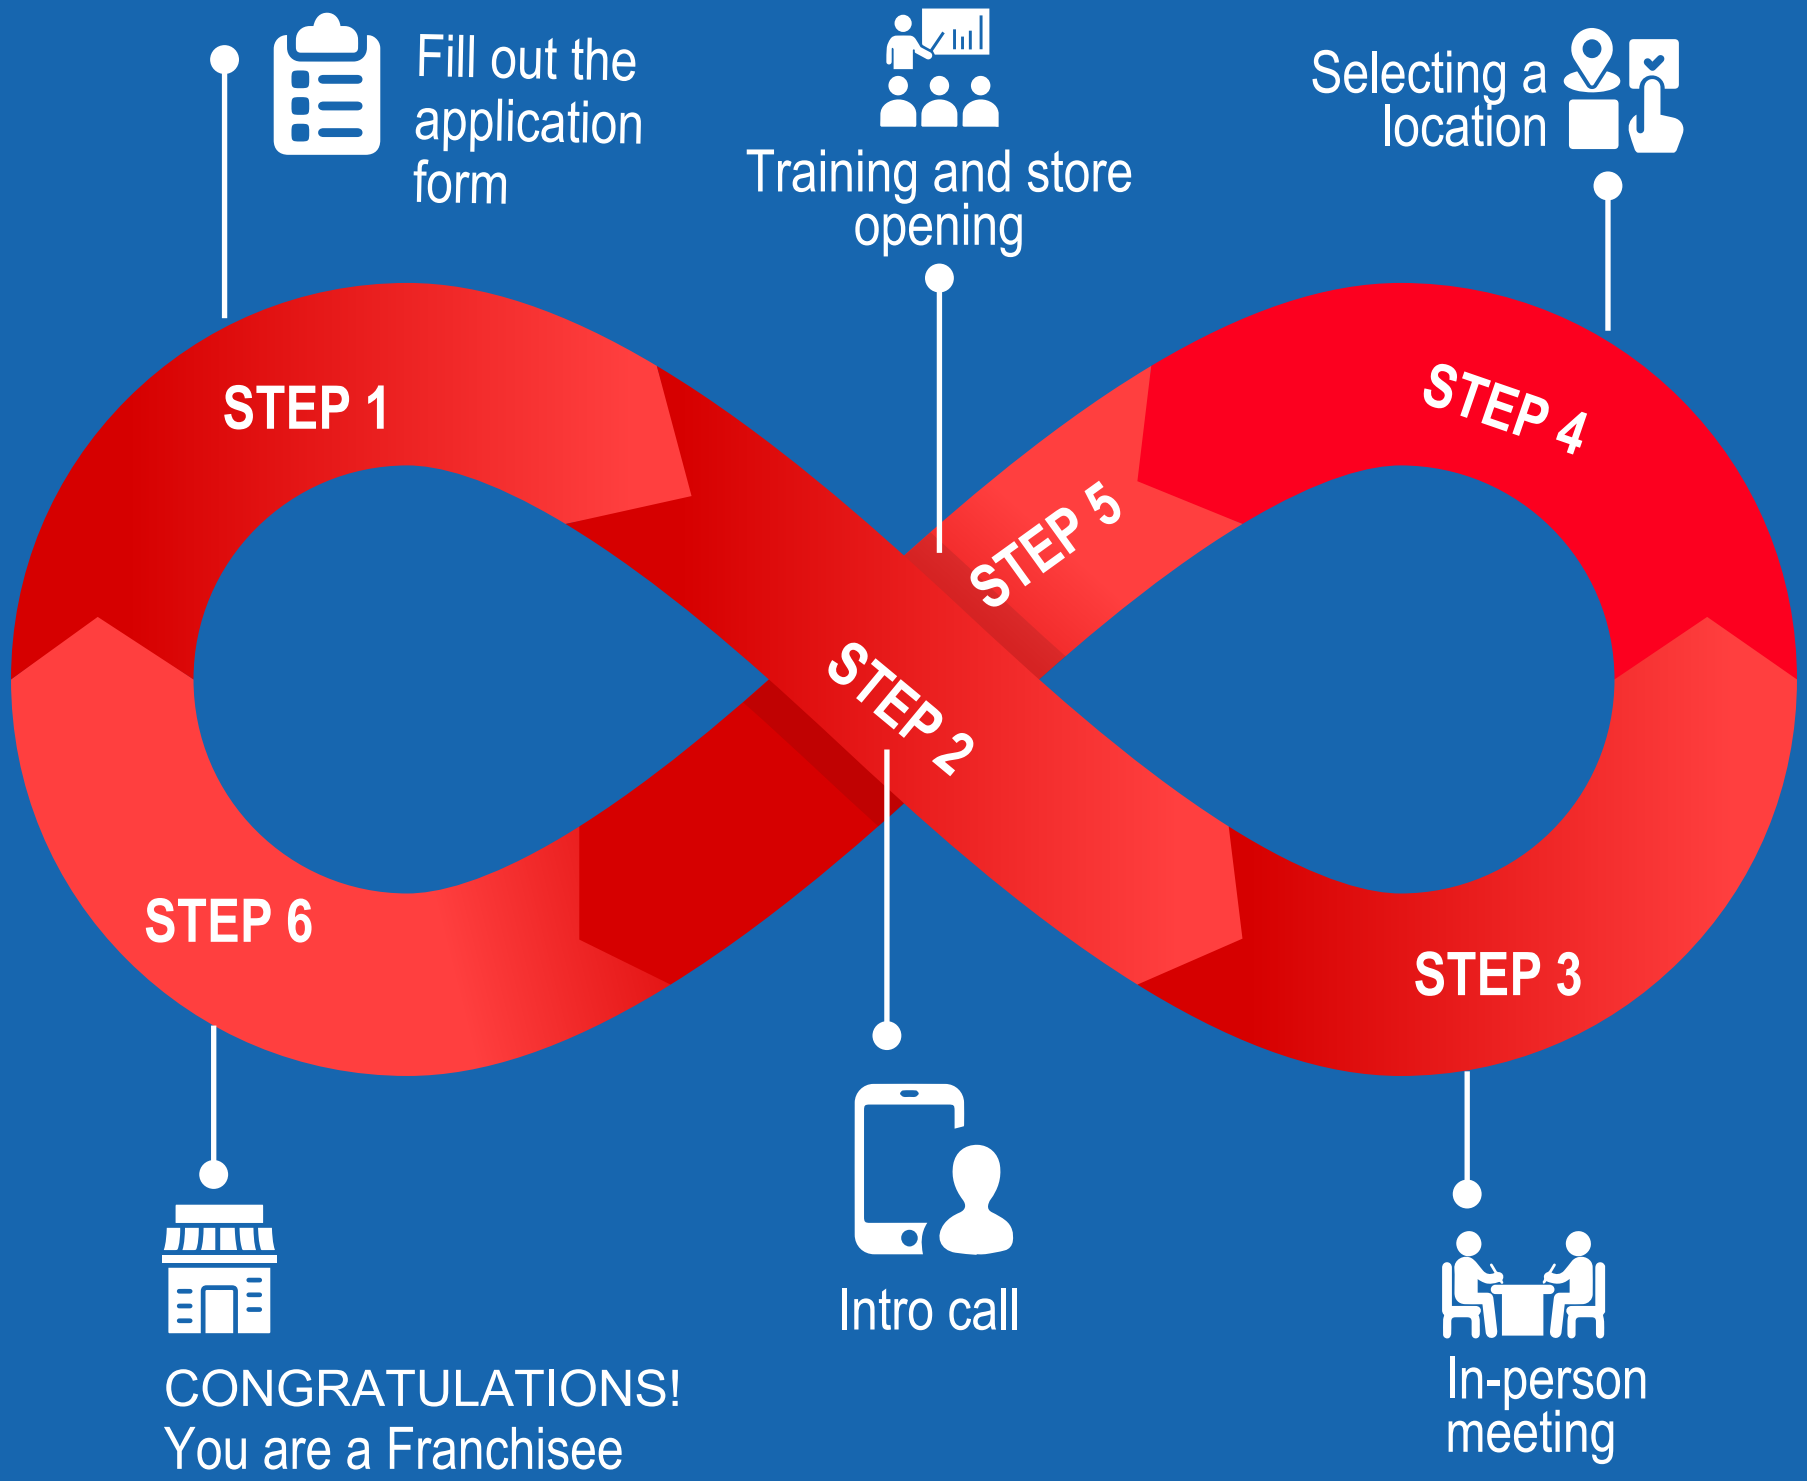 Fill out the
application
form
Training and store
opening
Selecting a
location
STEP 1
STEP 4
STEP 5
STEP 2
STEP 6
STEP 3
Intro call
In-person
meeting
CONGRATULATIONS!
You are a Franchisee